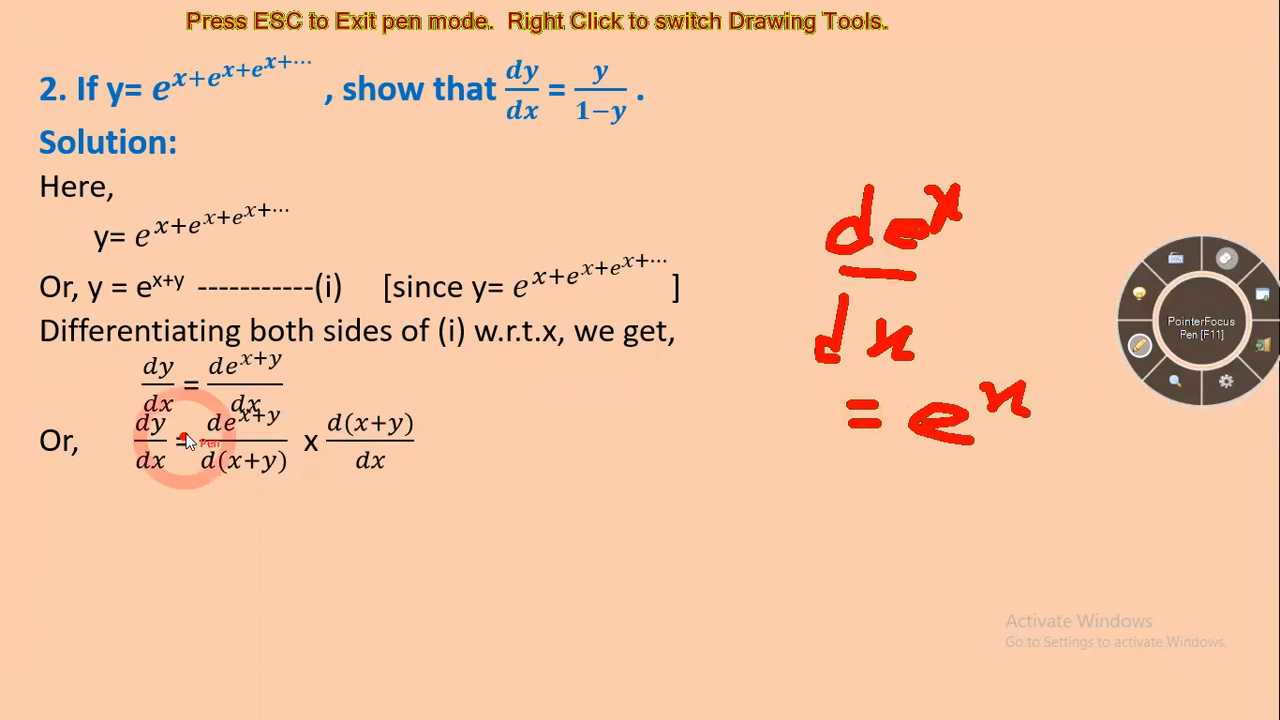 Press ESC to Exit pen mode. Right Click to switch Drawing Tools.
2. If y= e^{x+e^{x+e^{x+⋯}}} , show that dy/dx = y/(1−y) .
Solution:
Here,
y= e^{x+e^{x+e^{x+⋯}}}
Or, y = e^{x+y} -----------(i) [since y= e^{x+e^{x+e^{x+⋯}}} ]
Differentiating both sides of (i) w.r.t.x, we get,
dy/dx = de^{x+y}/dx
Or, dy/dx = de^{x+y}/d(x+y) x d(x+y)/dx
de^x/dx
= e^x
Pen
PointerFocus
Pen [F11]
Activate Windows
Go to Settings to activate Windows.